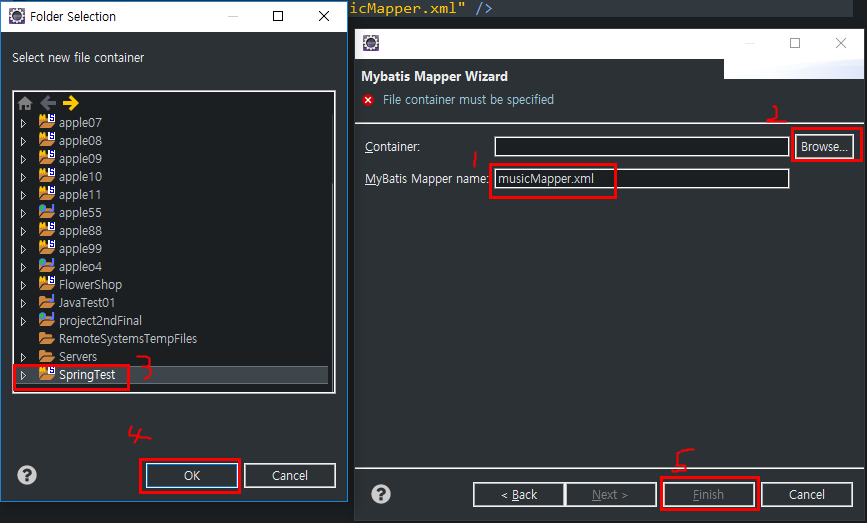 Folder Selection
Select new file container
apple07
apple08
apple09
apple10
apple11
apple55
apple88
apple99
appleo4
FlowerShop
JavaTest01
project2ndFinal
RemoteSystemsTempFiles
Servers
3
SpringTest
4
OK
Cancel
icMapper.xml" />
Mybatis Mapper Wizard
File container must be specified
2
Container:
Browse...
1
MyBatis Mapper name:
musicMapper.xml
5
< Back
Next >
Finish
Cancel